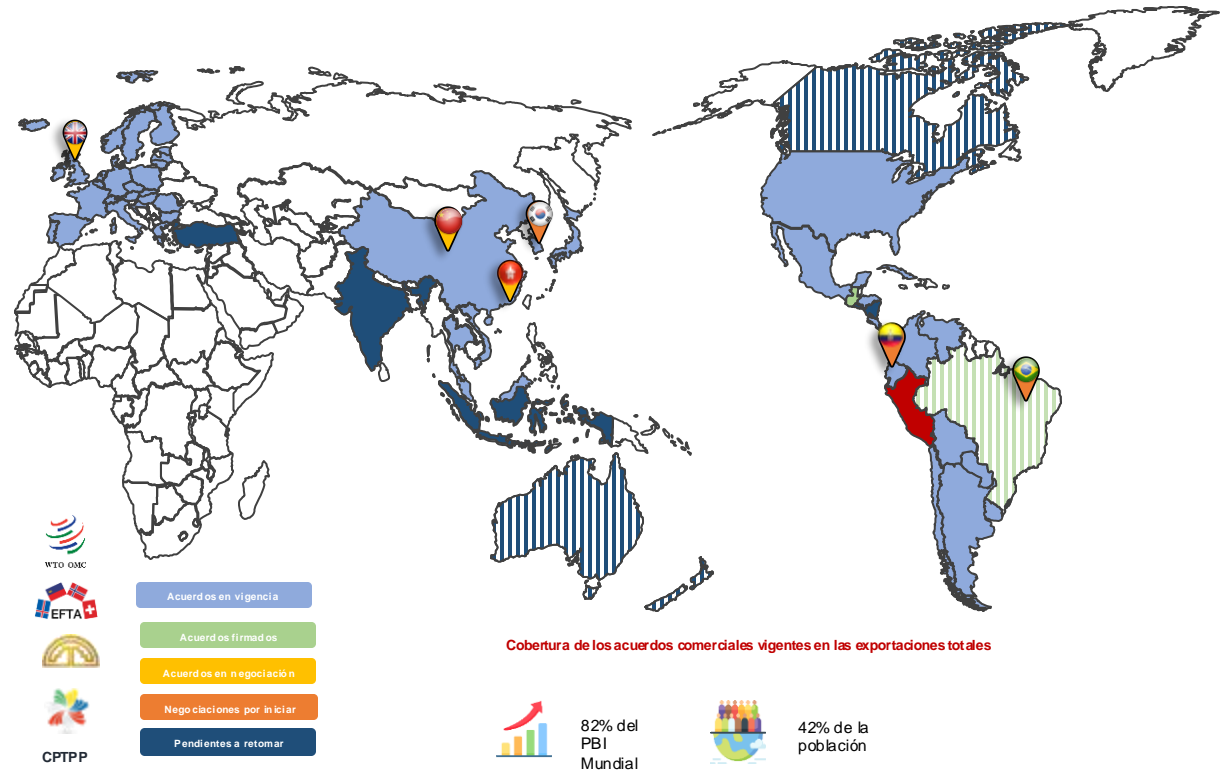 WTO OMC
EFTA
CPTPP
Acuerdos en vigencia
Acuerdos firmados
Acuerdos en negociación
Negociaciones por iniciar
Pendientes a retomar
Cobertura de los acuerdos comerciales vigentes en las exportaciones totales
82% del
PBI
Mundial
42% de la
población